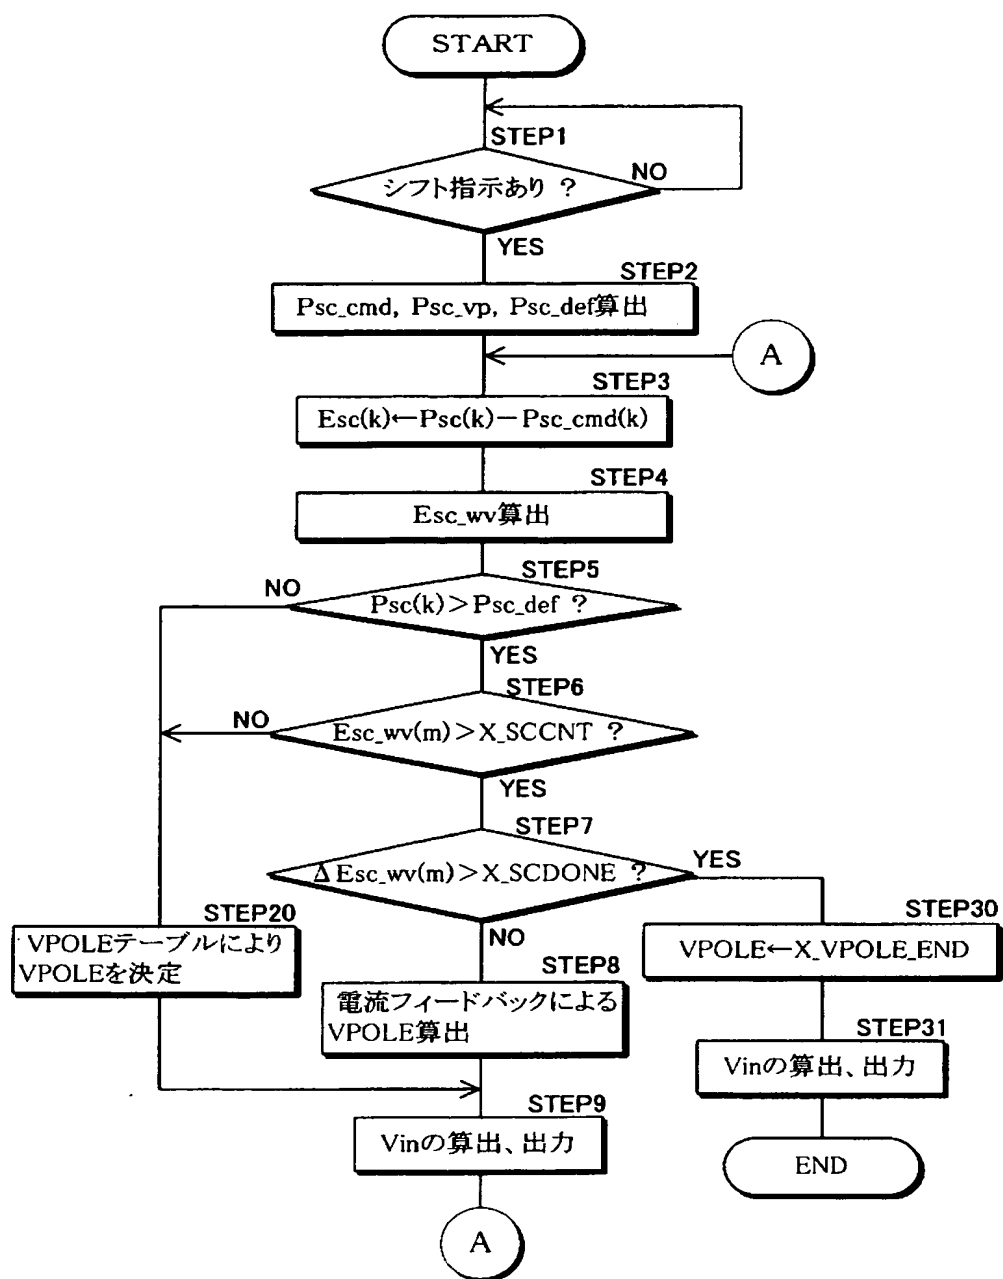 START
STEP1
シフト指示あり ?
NO
YES
STEP2
Psc_cmd, Psc_vp, Psc_def算出
A
STEP3
Esc(k)←Psc(k)−Psc_cmd(k)
STEP4
Esc_wv算出
STEP5
NO
Psc(k)>Psc_def ?
YES
STEP6
NO
Esc_wv(m)>X_SCCNT ?
YES
STEP7
ΔEsc_wv(m)>X_SCDONE ?
YES
NO
STEP20
VPOLEテーブルにより
VPOLEを決定
STEP30
VPOLE←X_VPOLE_END
STEP8
電流フィードバックによる
VPOLE算出
STEP31
Vinの算出、出力
STEP9
Vinの算出、出力
END
A